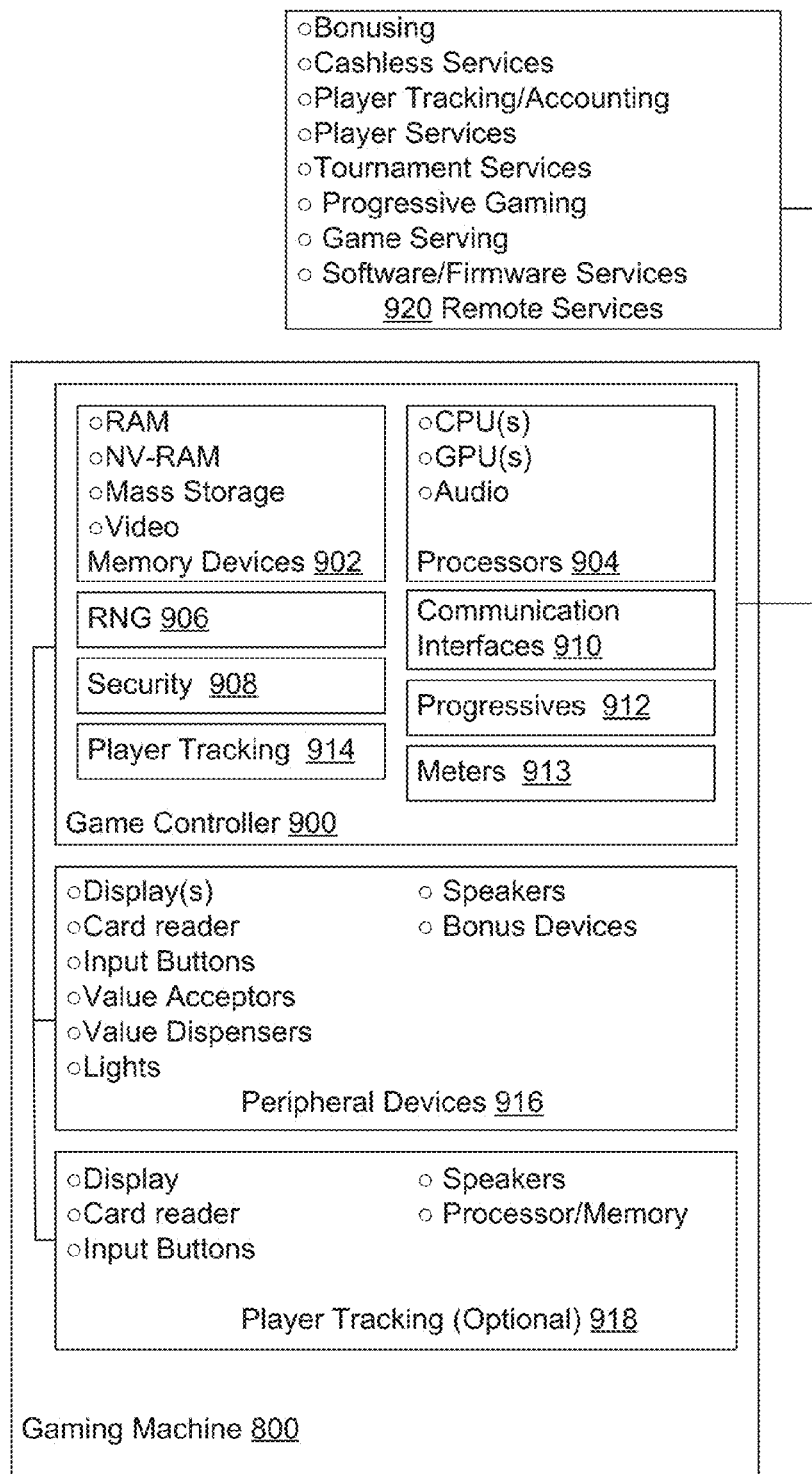 ○Bonusing
○Cashless Services
○Player Tracking/Accounting
○Player Services
○Tournament Services
○ Progressive Gaming
○ Game Serving
○ Software/Firmware Services
920 Remote Services
○RAM
○NV-RAM
○Mass Storage
○Video
Memory Devices 902
○CPU(s)
○GPU(s)
○Audio
Processors 904
RNG 906
Communication
Interfaces 910
Security 908
Progressives 912
Player Tracking 914
Meters 913
Game Controller 900
○Display(s)
○Card reader
○Input Buttons
○Value Acceptors
○Value Dispensers
○Lights
○ Speakers
○ Bonus Devices
Peripheral Devices 916
○Display
○Card reader
○Input Buttons
○ Speakers
○ Processor/Memory
Player Tracking (Optional) 918
Gaming Machine 800